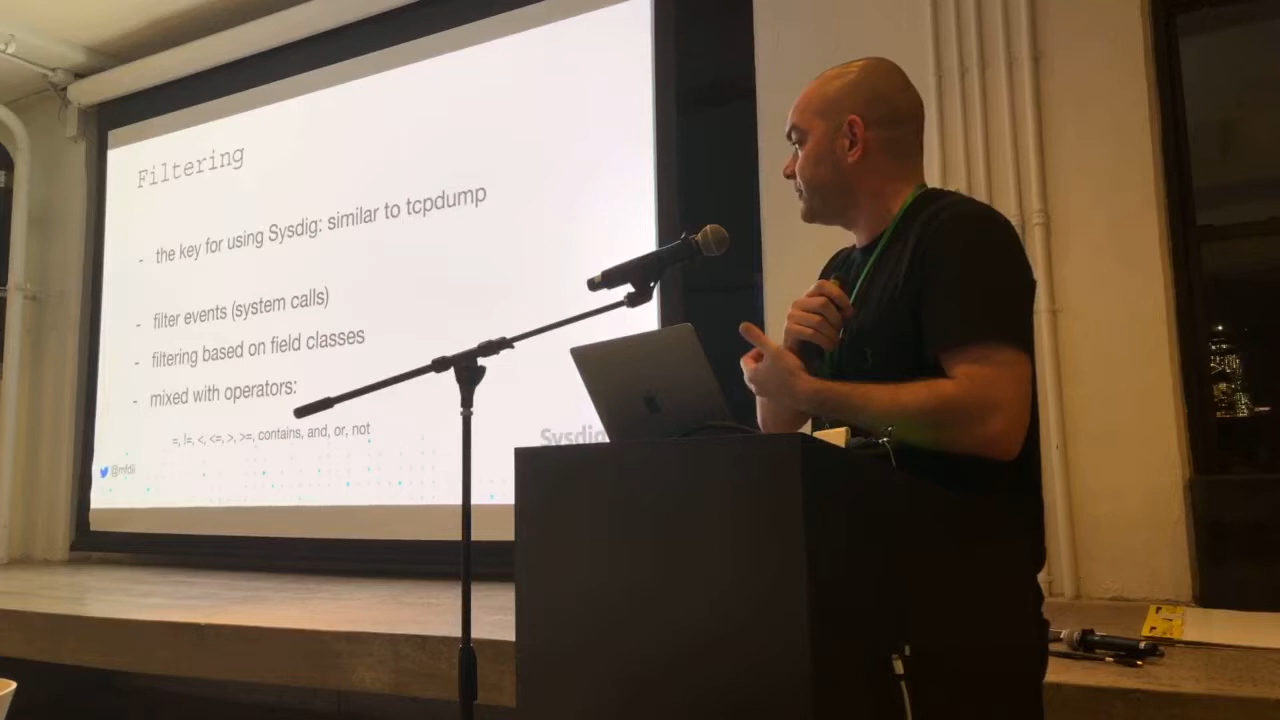 Filtering
- the key for using Sysdig: similar to tcpdump
- filter events (system calls)
- filtering based on field classes
- mixed with operators:
=, !=, <, <=, >, >=, contains, and, or, not
Sysdig
@mfdii